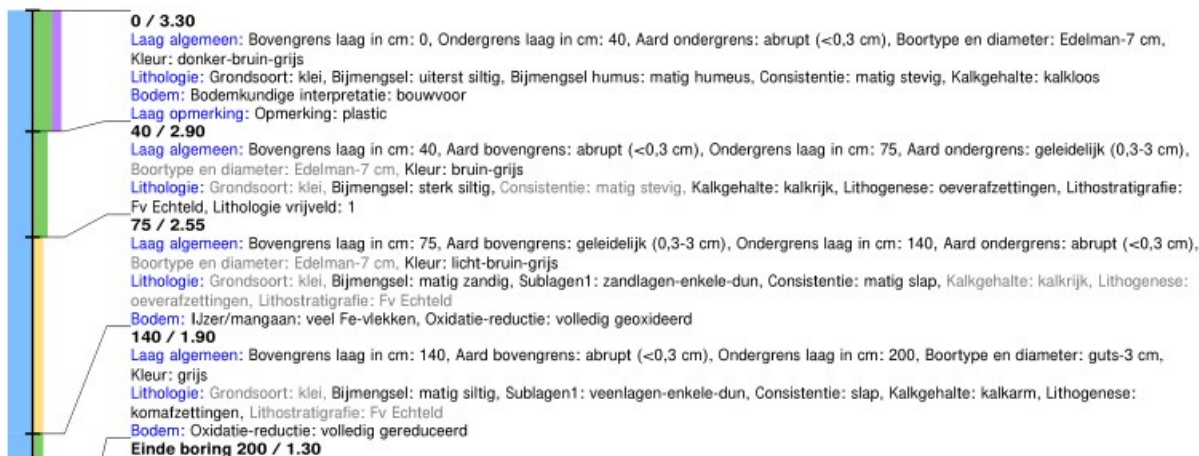 0 / 3.30
Laag algemeen: Bovengrens laag in cm: 0, Ondergrens laag in cm: 40, Aard ondergrens: abrupt (<0,3 cm), Boortype en diameter: Edelman-7 cm,
Kleur: donker-bruin-grijs
Lithologie: Grondsoort: klei, Bijmengsel: uiterst siltig, Bijmengsel humus: matig humeus, Consistentie: matig stevig, Kalkgehalte: kalkloos
Bodem: Bodemkundige interpretatie: bouwvoor
Laag opmerking: Opmerking: plastic
40 / 2.90
Laag algemeen: Bovengrens laag in cm: 40, Aard bovengrens: abrupt (<0,3 cm), Ondergrens laag in cm: 75, Aard ondergrens: geleidelijk (0,3-3 cm),
Boortype en diameter: Edelman-7 cm, Kleur: bruin-grijs
Lithologie: Grondsoort: klei, Bijmengsel: sterk siltig, Consistentie: matig stevig, Kalkgehalte: kalkrijk, Lithogenese: oeverafzettingen, Lithostratigrafie:
Fv Echteld, Lithologie vrijveld: 1
75 / 2.55
Laag algemeen: Bovengrens laag in cm: 75, Aard bovengrens: geleidelijk (0,3-3 cm), Ondergrens laag in cm: 140, Aard ondergrens: abrupt (<0,3 cm),
Boortype en diameter: Edelman-7 cm, Kleur: licht-bruin-grijs
Lithologie: Grondsoort: klei, Bijmengsel: matig zandig, Sublagen1: zandlagen-enkele-dun, Consistentie: matig slap, Kalkgehalte: kalkrijk, Lithogenese:
oeverafzettingen, Lithostratigrafie: Fv Echteld
Bodem: IJzer/mangaan: veel Fe-vlekken, Oxidatie-reductie: volledig geoxideerd
140 / 1.90
Laag algemeen: Bovengrens laag in cm: 140, Aard bovengrens: abrupt (<0,3 cm), Ondergrens laag in cm: 200, Boortype en diameter: guts-3 cm,
Kleur: grijs
Lithologie: Grondsoort: klei, Bijmengsel: matig siltig, Sublagen1: veenlagen-enkele-dun, Consistentie: slap, Kalkgehalte: kalkarm, Lithogenese:
komafzettingen, Lithostratigrafie: Fv Echteld
Bodem: Oxidatie-reductie: volledig gereduceerd
Einde boring 200 / 1.30